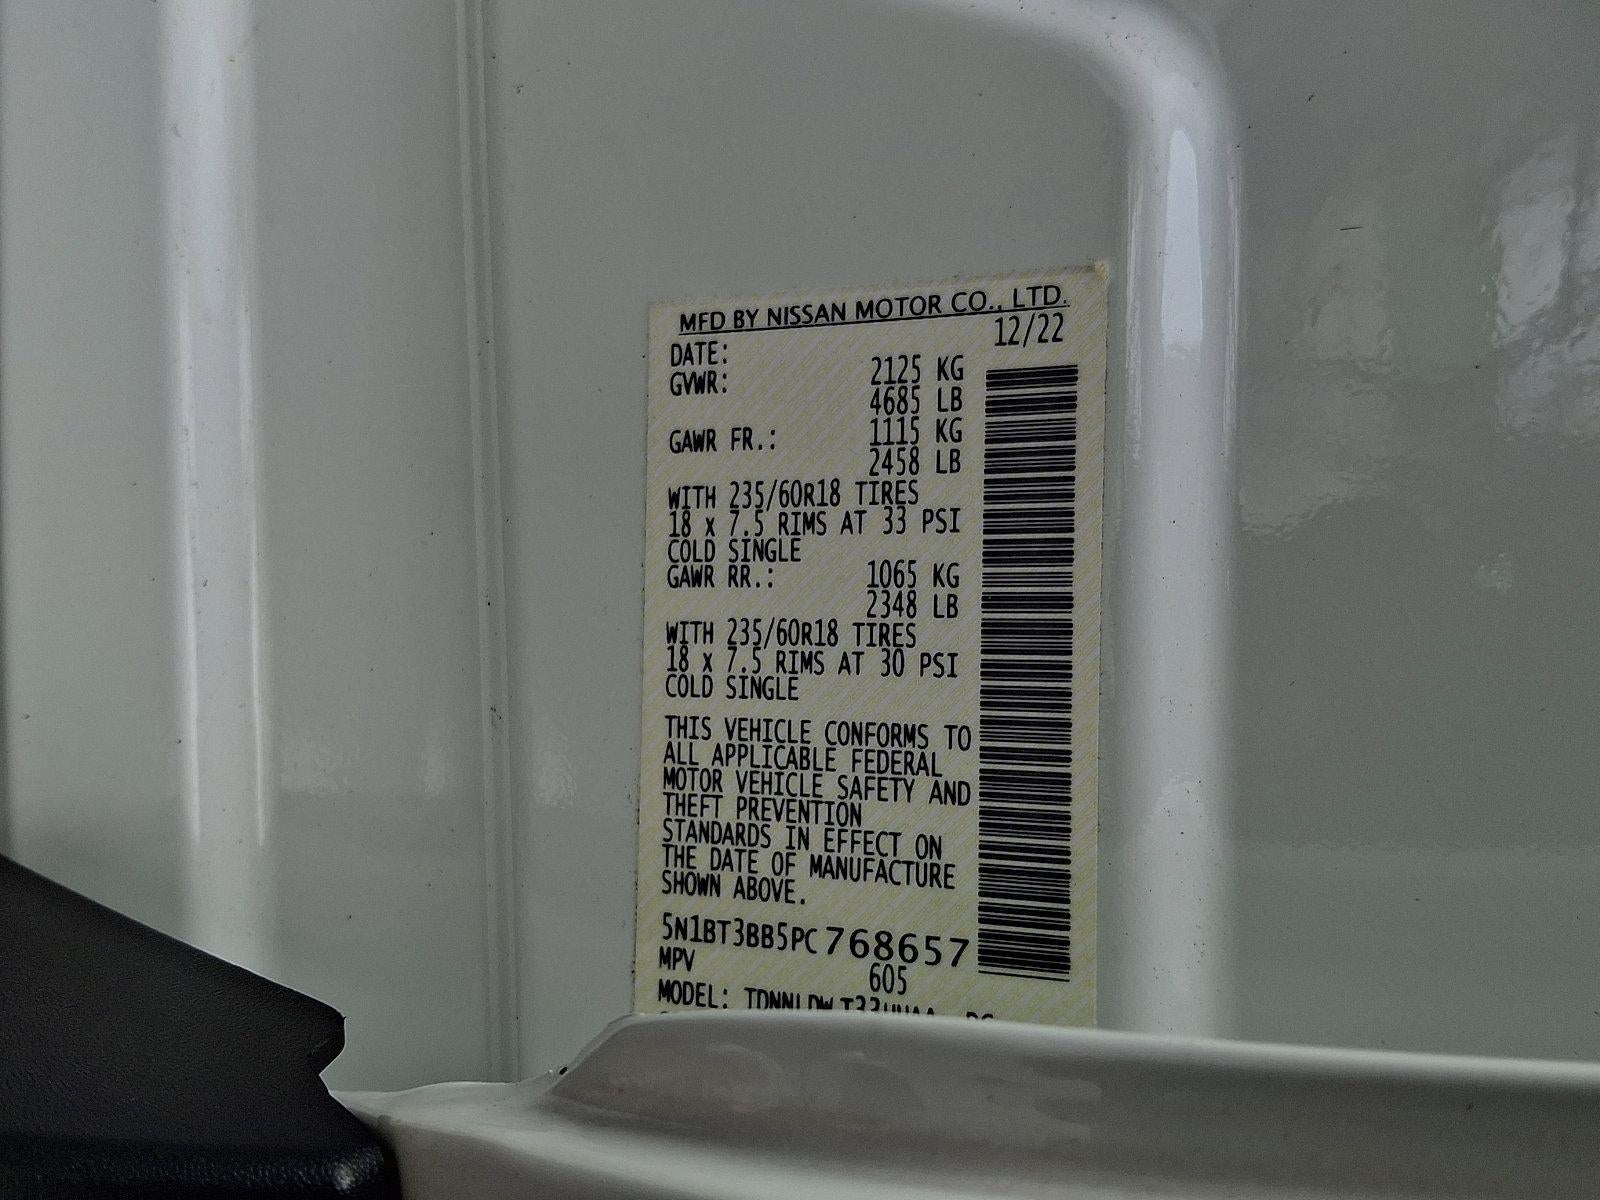 MFD BY NISSAN MOTOR CO., LTD.
DATE: 12/22
GVWR: 2125 KG
4685 LB
GAWR FR.: 1115 KG
2458 LB
WITH 235/60R18 TIRES
18 x 7.5 RIMS AT 33 PSI
COLD SINGLE
GAWR RR.: 1065 KG
2348 LB
WITH 235/60R18 TIRES
18 x 7.5 RIMS AT 30 PSI
COLD SINGLE
THIS VEHICLE CONFORMS TO
ALL APPLICABLE FEDERAL
MOTOR VEHICLE SAFETY AND
THEFT PREVENTION
STANDARDS IN EFFECT ON
THE DATE OF MANUFACTURE
SHOWN ABOVE.
5N1BT3BB5PC768657
MPV 605
MODEL: